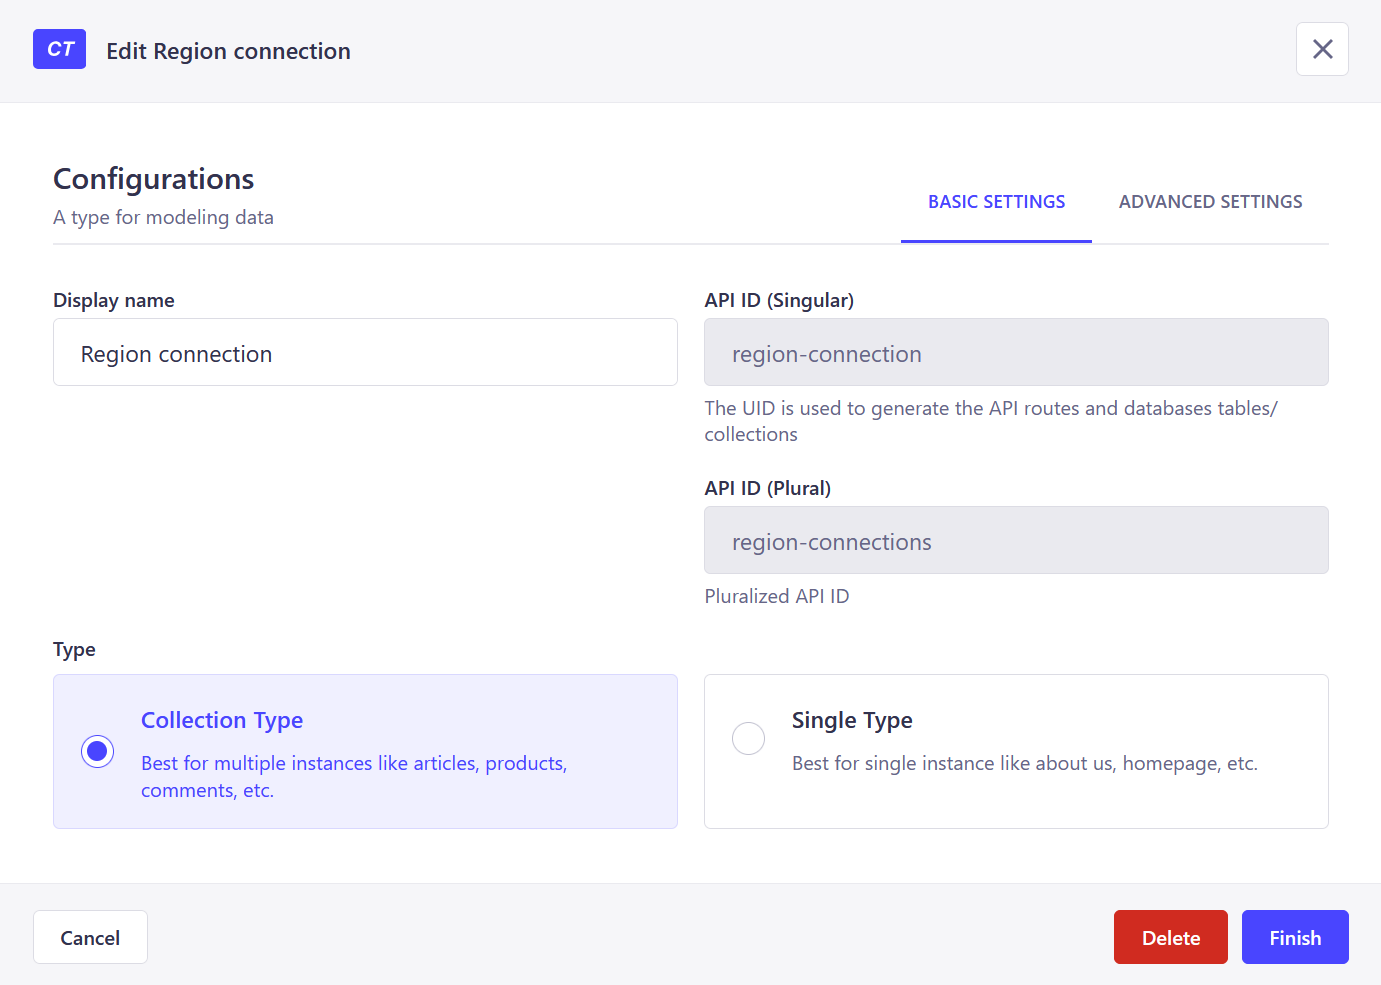 CT
Edit Region connection
Configurations
A type for modeling data
BASIC SETTINGS
ADVANCED SETTINGS
Display name
Region connection
API ID (Singular)
region-connection
The UID is used to generate the API routes and databases tables/
collections
API ID (Plural)
region-connections
Pluralized API ID
Type
Collection Type
Best for multiple instances like articles, products,
comments, etc.
Single Type
Best for single instance like about us, homepage, etc.
Cancel
Delete
Finish